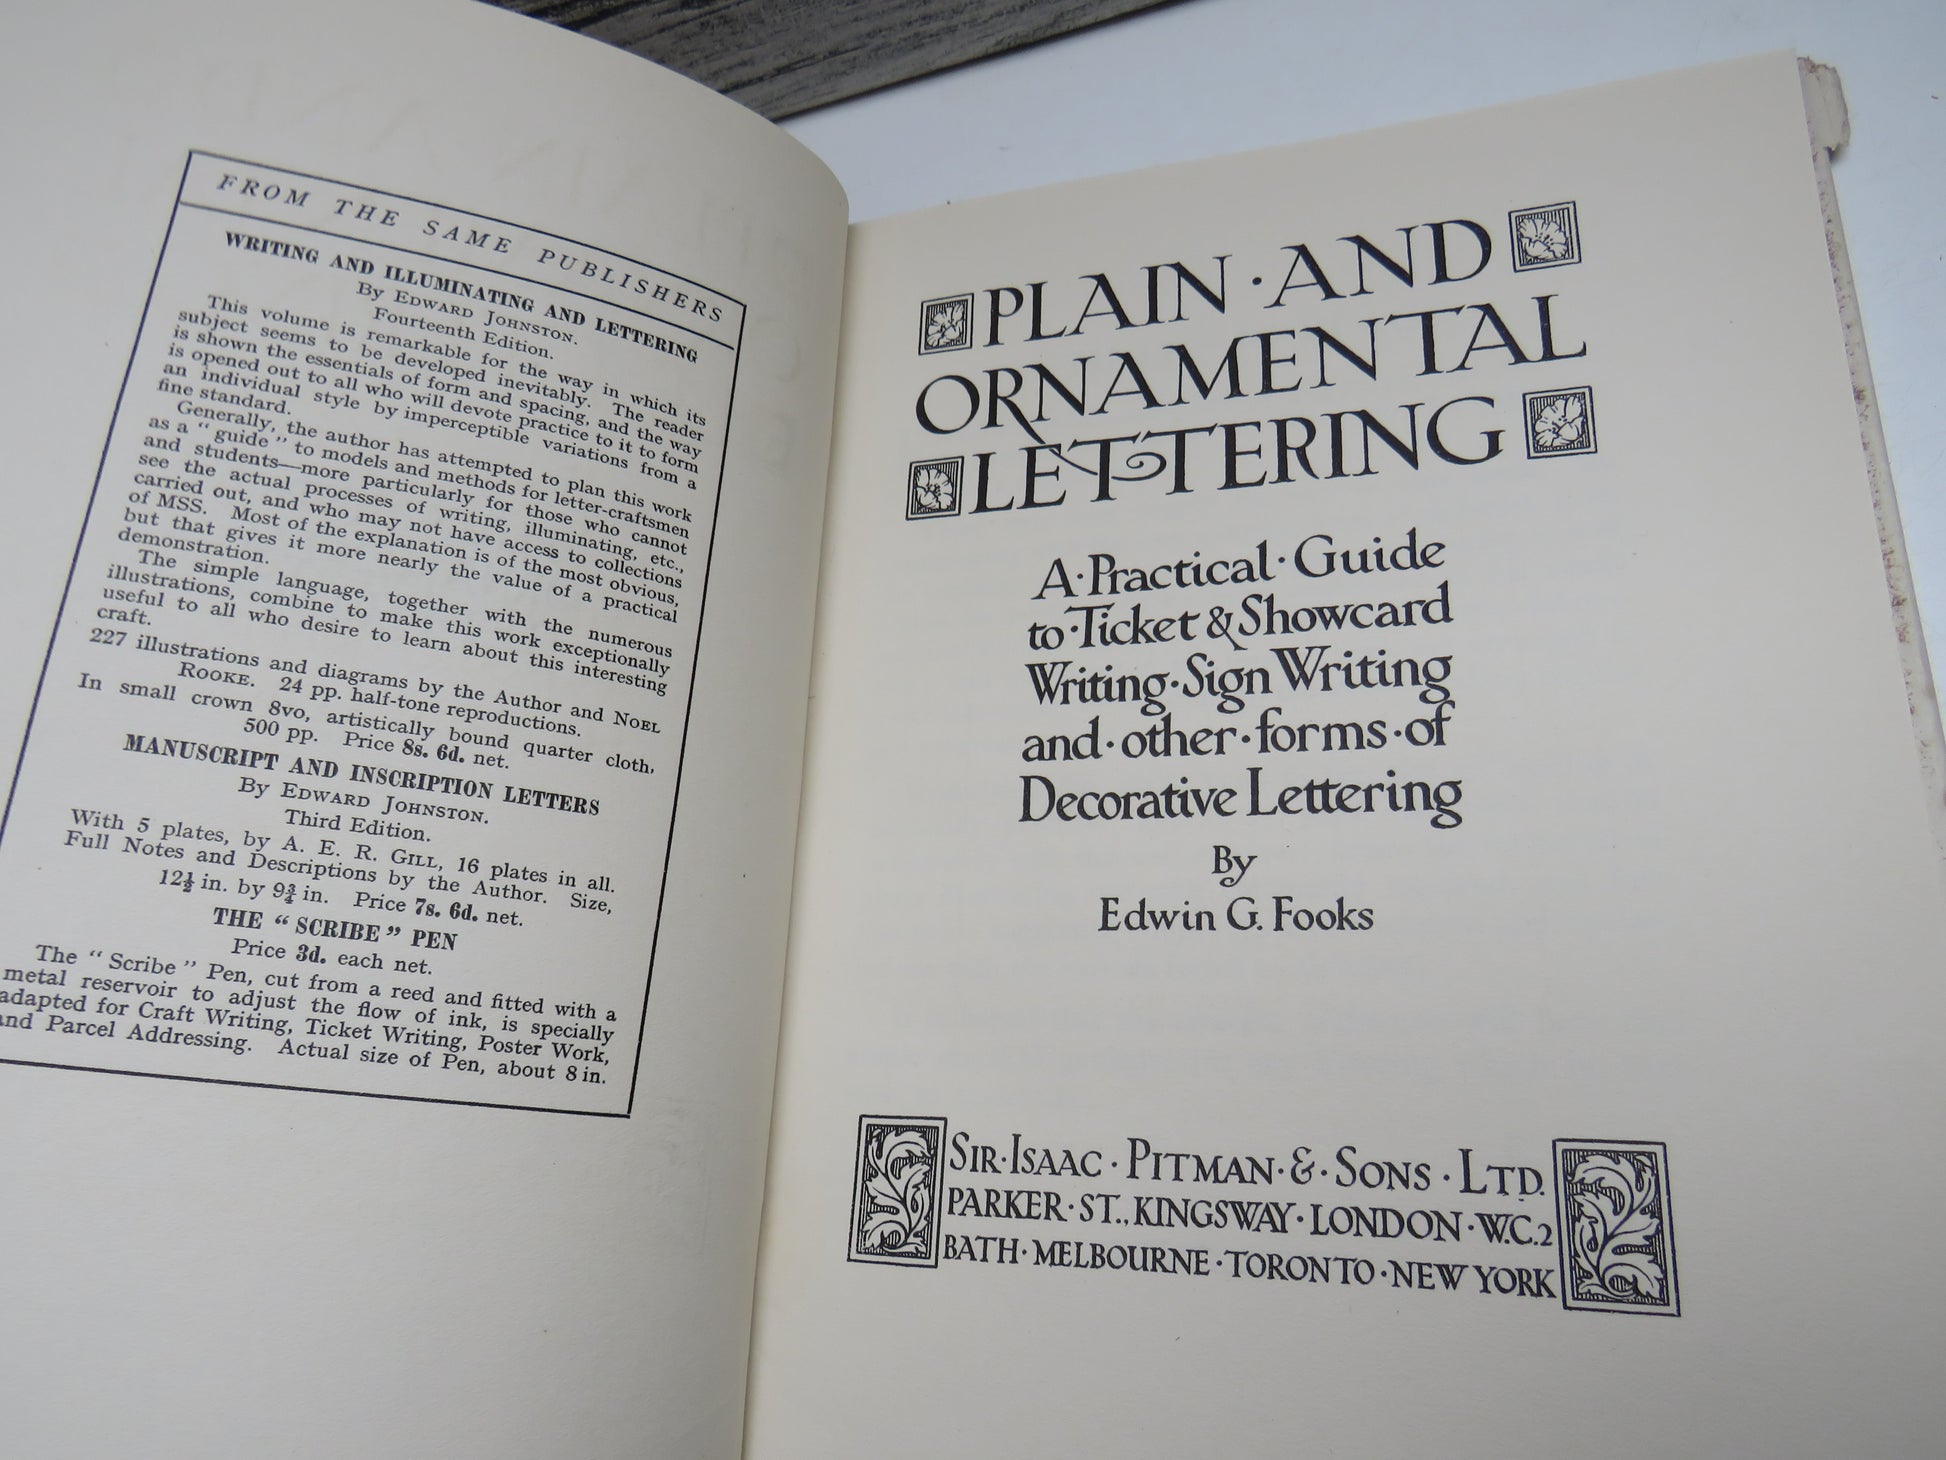 FROM THE SAME PUBLISHERS
WRITING AND ILLUMINATING AND LETTERING
By EDWARD JOHNSTON.
Fourteenth Edition.
This volume is remarkable for the way in which its
subject seems to be developed inevitably. The reader
is shown the essentials of form and spacing, and the way
is opened out to all who will devote practice to it to form
an individual style by imperceptible variations from a
fine standard.
Generally, the author has attempted to plan this work
as a "guide" to models and methods for letter-craftsmen
and students—more particularly for those who cannot
see the actual processes of writing, illuminating, etc.,
carried out, and who may not have access to collections
of MSS. Most of the explanation is of the most obvious,
but that gives it more nearly the value of a practical
demonstration.
The simple language, together with the numerous
illustrations, combine to make this work exceptionally
useful to all who desire to learn about this interesting
craft.
227 illustrations and diagrams by the Author and NOEL
ROOKE. 24 pp. half-tone reproductions.
In small crown 8vo, artistically bound quarter cloth,
500 pp. Price 8s. 6d. net.
MANUSCRIPT AND INSCRIPTION LETTERS
By EDWARD JOHNSTON.
Third Edition.
With 5 plates, by A. E. R. GILL, 16 plates in all.
Full Notes and Descriptions by the Author. Size,
12½ in. by 9¾ in. Price 7s. 6d. net.
THE "SCRIBE" PEN
Price 3d. each net.
The "Scribe" Pen, cut from a reed and fitted with a
metal reservoir to adjust the flow of ink, is specially
adapted for Craft Writing, Ticket Writing, Poster Work,
and Parcel Addressing. Actual size of Pen, about 8 in.
PLAIN · AND
ORNAMENTAL
LETTERING
A · Practical · Guide
to · Ticket & Showcard
Writing · Sign Writing
and · other · forms · of
Decorative Lettering
By
Edwin G. Fooks
SIR · ISAAC · PITMAN · & · SONS · LTD.
PARKER · ST., KINGSWAY · LONDON · W.C.2
BATH · MELBOURNE · TORONTO · NEW YORK